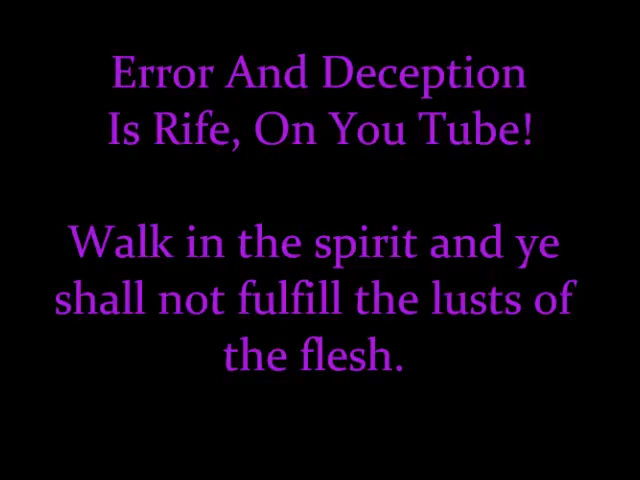 Error And Deception
Is Rife, On You Tube!
Walk in the spirit and ye
shall not fulfill the lusts of
the flesh.